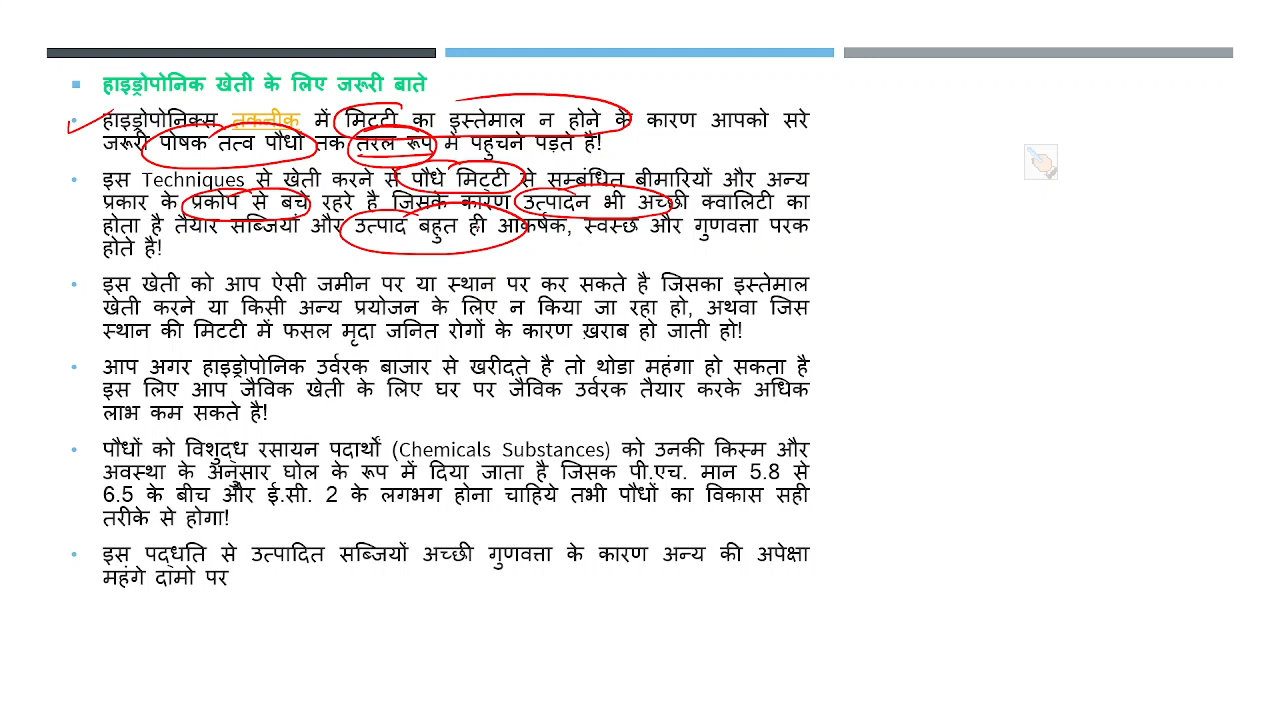 हाइड्रोपोनिक खेती के लिए जरूरी बाते
हाइड्रोपोनिक्स तकनीक में मिटटी का इस्तेमाल न होने के कारण आपको सरे
जरूरी पोषक तत्व पौधों तक तरल रूप में पहुचने पड़ते है!
इस Techniques से खेती करने से पौधे मिटटी से सम्बंधित बीमारियों और अन्य
प्रकार के प्रकोप से बचे रहरे है जिसके कारण उत्पादन भी अच्छी क्वालिटी का
होता है तैयार सब्जियां और उत्पाद बहुत ही आकर्षक, स्वस्छ और गुणवत्ता परक
होते है!
इस खेती को आप ऐसी जमीन पर या स्थान पर कर सकते है जिसका इस्तेमाल
खेती करने या किसी अन्य प्रयोजन के लिए न किया जा रहा हो, अथवा जिस
स्थान की मिटटी में फसल मृदा जनित रोगों के कारण ख़राब हो जाती हो!
आप अगर हाइड्रोपोनिक उर्वरक बाजार से खरीदते है तो थोडा महंगा हो सकता है
इस लिए आप जैविक खेती के लिए घर पर जैविक उर्वरक तैयार करके अधिक
लाभ कम सकते है!
पौधों को विशुद्ध रसायन पदार्थों (Chemicals Substances) को उनकी किस्म और
अवस्था के अनुसार घोल के रूप में दिया जाता है जिसक पी.एच. मान 5.8 से
6.5 के बीच और ई.सी. 2 के लगभग होना चाहिये तभी पौधों का विकास सही
तरीके से होगा!
इस पद्धति से उत्पादित सब्जियों अच्छी गुणवत्ता के कारण अन्य की अपेक्षा
महंगे दामो पर